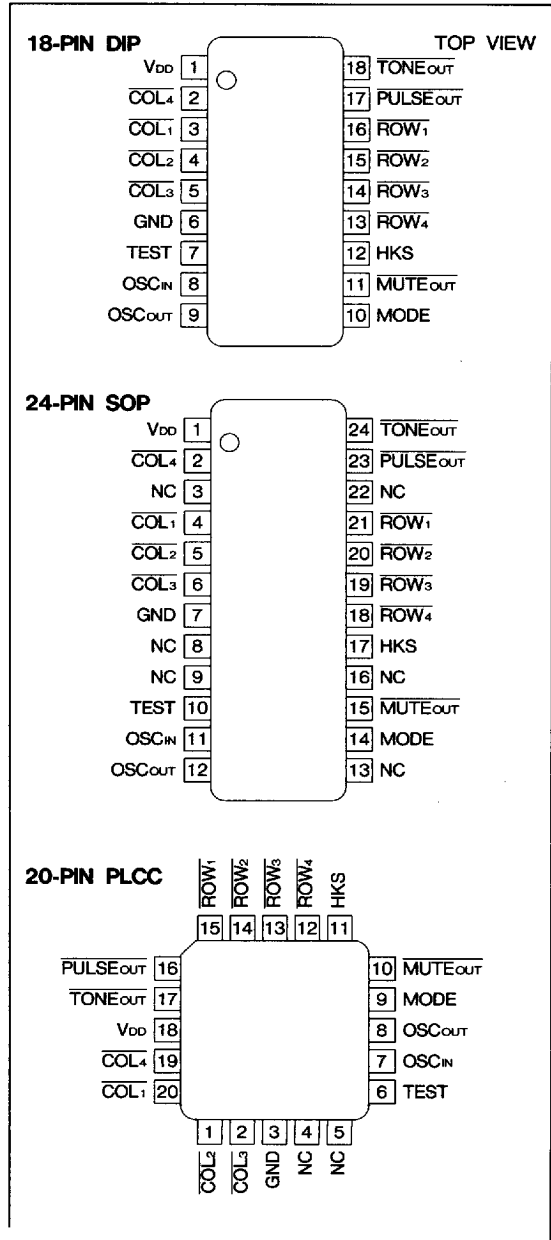 18-PIN DIP TOP VIEW
VDD 1 18 TONEOUT
COL4 2 17 PULSEOUT
COL1 3 16 ROW1
COL2 4 15 ROW2
COL3 5 14 ROW3
GND 6 13 ROW4
TEST 7 12 HKS
OSCIN 8 11 MUTEOUT
OSCOUT 9 10 MODE
24-PIN SOP
VDD 1 24 TONEOUT
COL4 2 23 PULSEOUT
NC 3 22 NC
COL1 4 21 ROW1
COL2 5 20 ROW2
COL3 6 19 ROW3
GND 7 18 ROW4
NC 8 17 HKS
NC 9 16 NC
TEST 10 15 MUTEOUT
OSCIN 11 14 MODE
OSCOUT 12 13 NC
20-PIN PLCC
ROW1 ROW2 ROW3 ROW4 HKS
15 14 13 12 11
PULSEOUT 16 10 MUTEOUT
TONEOUT 17 9 MODE
VDD 18 8 OSCOUT
COL4 19 7 OSCIN
COL1 20 6 TEST
1 2 3 4 5
COL2 COL3 GND NC NC